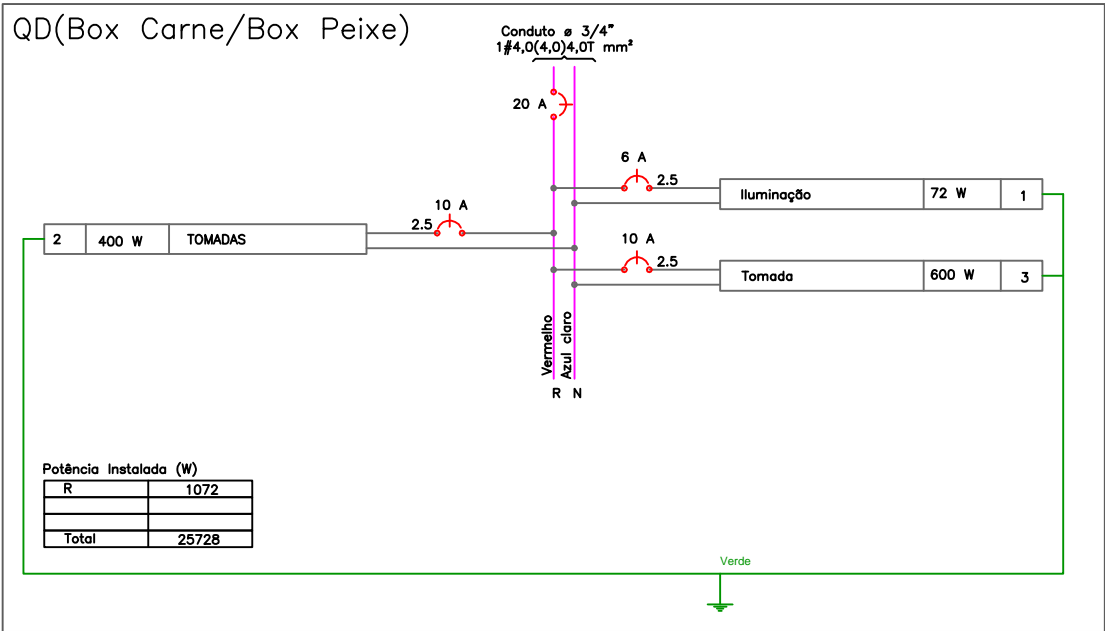 QD(Box Carne/Box Peixe)
Conduto ø 3/4"
1#4,0(4,0)4,0T mm²
20 A
6 A
2.5
Iluminação 72 W 1
10 A
2.5
2 400 W TOMADAS
10 A
2.5
Tomada 600 W 3
Vermelho
Azul claro
R N
Potência Instalada (W)
R 1072
Total 25728
Verde